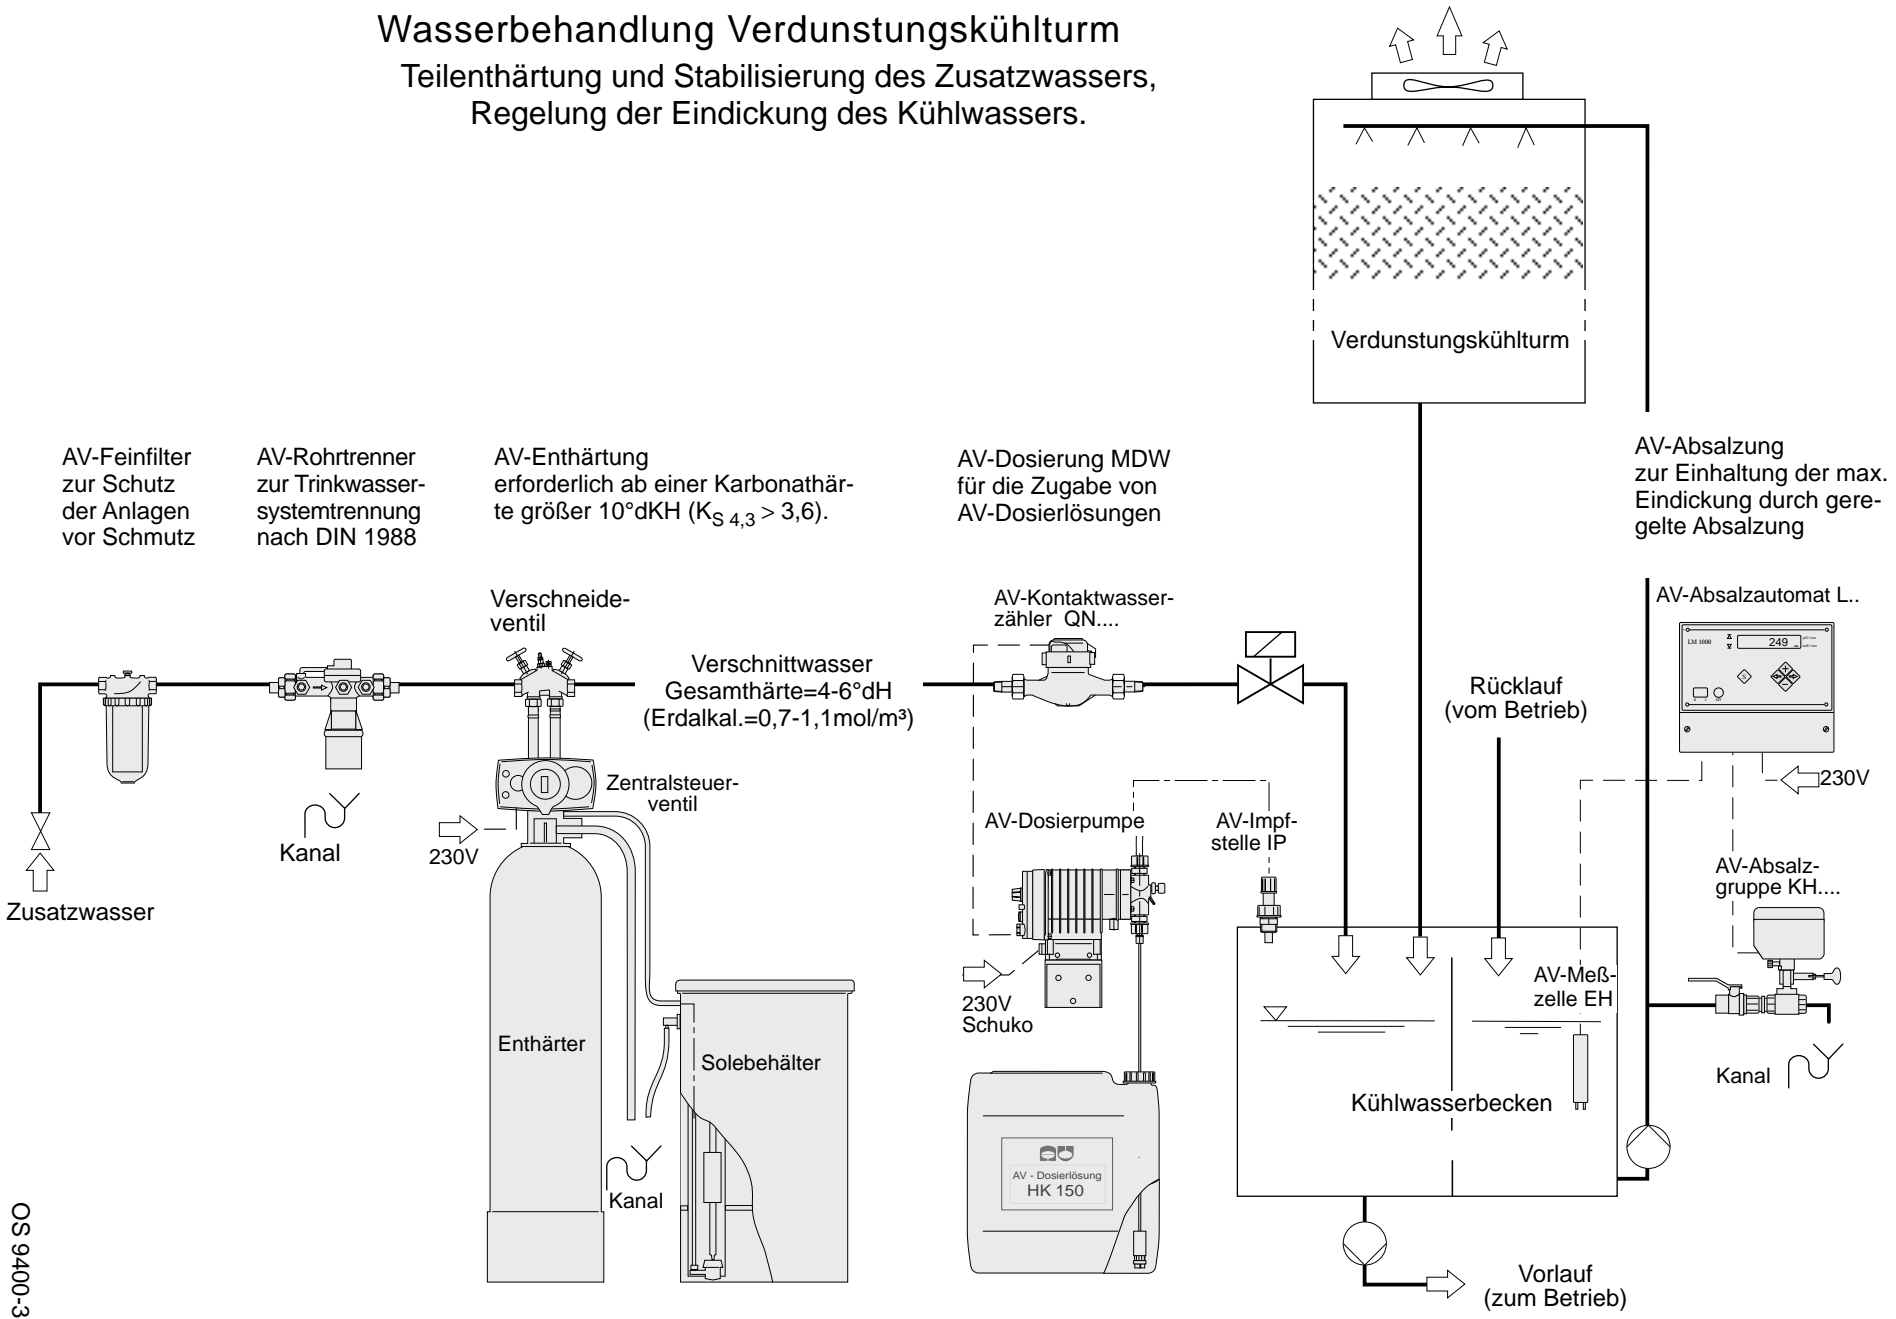 Wasserbehandlung Verdunstungskühlturm
Teilenthärtung und Stabilisierung des Zusatzwassers,
Regelung der Eindickung des Kühlwassers.
Verdunstungskühlturm
AV-Feinfilter
zur Schutz
der Anlagen
vor Schmutz
AV-Rohrtrenner
zur Trinkwasser-
systemtrennung
nach DIN 1988
AV-Enthärtung
erforderlich ab einer Karbonathär-
te größer 10°dKH (KS 4,3 > 3,6).
AV-Dosierung MDW
für die Zugabe von
AV-Dosierlösungen
AV-Absalzung
zur Einhaltung der max.
Eindickung durch gere-
gelte Absalzung
Verschneide-
ventil
AV-Kontaktwasser-
zähler QN....
AV-Absalzautomat L..
LM 1000
249
S
Verschnittwasser
Gesamthärte=4-6°dH
(Erdalkal.=0,7-1,1mol/m³)
Rücklauf
(vom Betrieb)
Zentralsteuer-
ventil
230V
230V
Kanal
Zusatzwasser
AV-Dosierpumpe
AV-Impf-
stelle IP
AV-Absalz-
gruppe KH....
230V
Schuko
AV-Meß-
zelle EH
Enthärter
Solebehälter
Kühlwasserbecken
Kanal
AV - Dosierlösung
HK 150
Kanal
Vorlauf
(zum Betrieb)
OS 9400-3